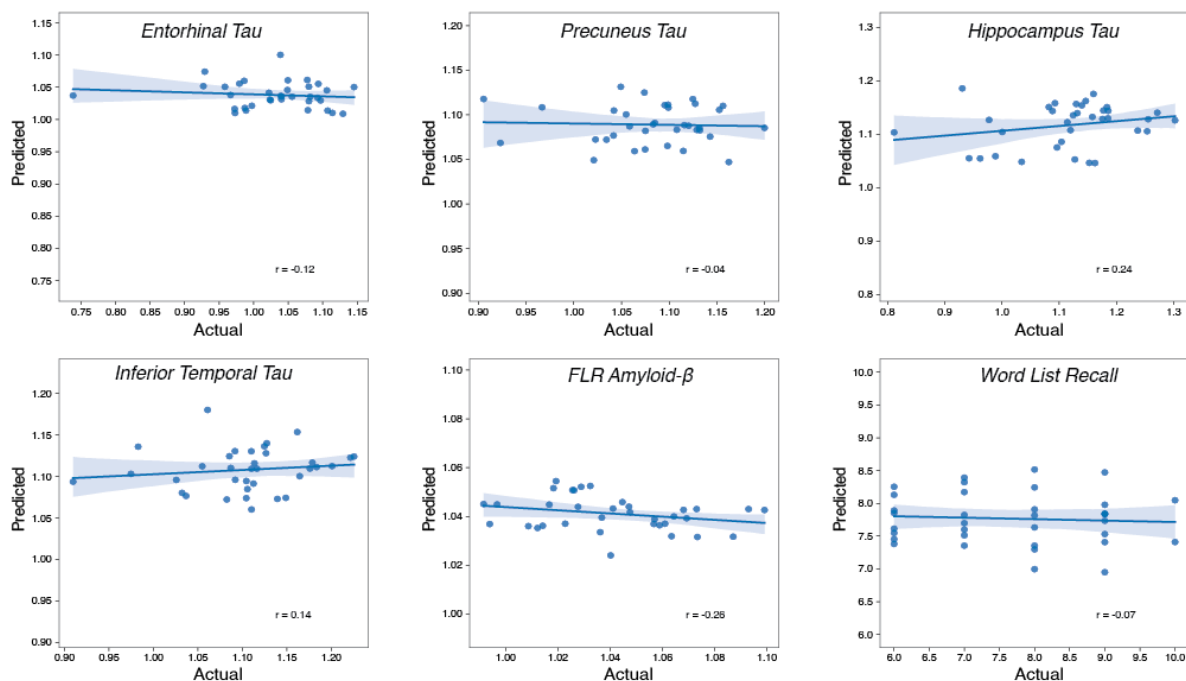 Entorhinal Tau
1.15
1.10
1.05
1.00
0.95
0.90
0.85
0.80
0.75
Predicted
r = -0.12
0.75 0.80 0.85 0.90 0.95 1.00 1.05 1.10 1.15
Actual
Precuneus Tau
1.20
1.15
1.10
1.05
1.00
0.95
0.90
Predicted
r = -0.04
0.90 0.95 1.00 1.05 1.10 1.15 1.20
Actual
Hippocampus Tau
1.3
1.2
1.1
1.0
0.9
0.8
Predicted
r = 0.24
0.8 0.9 1.0 1.1 1.2 1.3
Actual
Inferior Temporal Tau
1.20
1.15
1.10
1.05
1.00
0.95
0.90
Predicted
r = 0.14
0.90 0.95 1.00 1.05 1.10 1.15 1.20
Actual
FLR Amyloid-β
1.10
1.08
1.06
1.04
1.02
1.00
Predicted
r = -0.26
1.00 1.02 1.04 1.06 1.08 1.10
Actual
Word List Recall
10.0
9.5
9.0
8.5
8.0
7.5
7.0
6.5
6.0
Predicted
r = -0.07
6.0 6.5 7.0 7.5 8.0 8.5 9.0 9.5 10.0
Actual